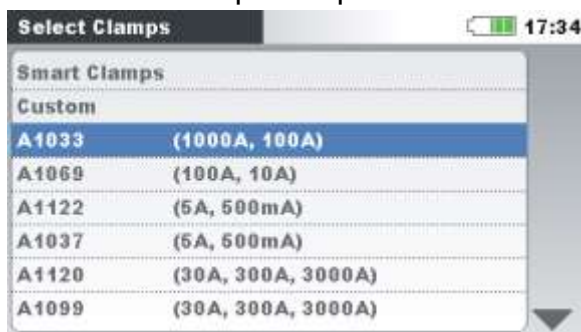 Select Clamps 17:34
Smart Clamps
Custom
A1033 (1000A, 100A)
A1069 (100A, 10A)
A1122 (5A, 500mA)
A1037 (5A, 500mA)
A1120 (30A, 300A, 3000A)
A1099 (30A, 300A, 3000A)